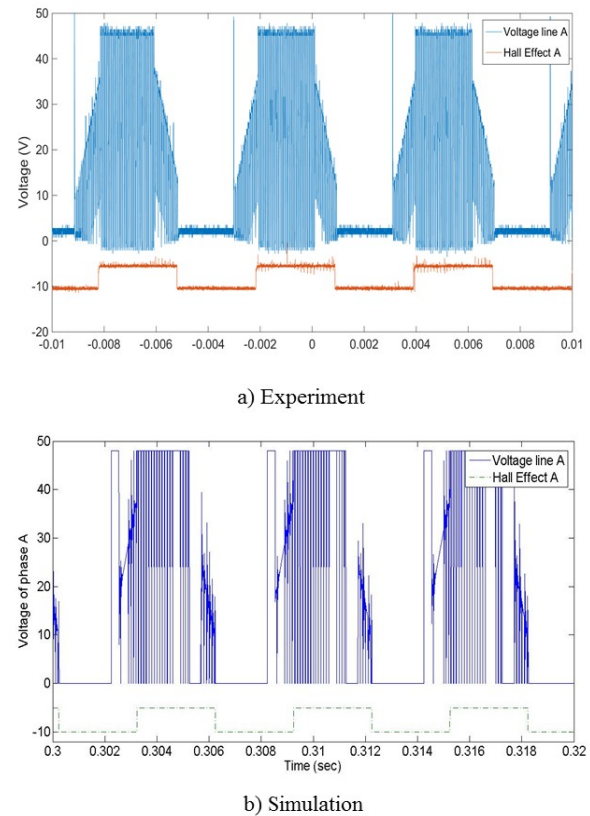 50
40
30
20
10
0
-10
-20
Voltage (V)
Voltage line A
Hall Effect A
-0.01 -0.008 -0.006 -0.004 -0.002 0 0.002 0.004 0.006 0.008 0.01
a) Experiment
50
40
30
20
10
0
-10
Voltage of phase A
Voltage line A
Hall Effect A
0.3 0.302 0.304 0.306 0.308 0.31 0.312 0.314 0.316 0.318 0.32
Time (sec)
b) Simulation